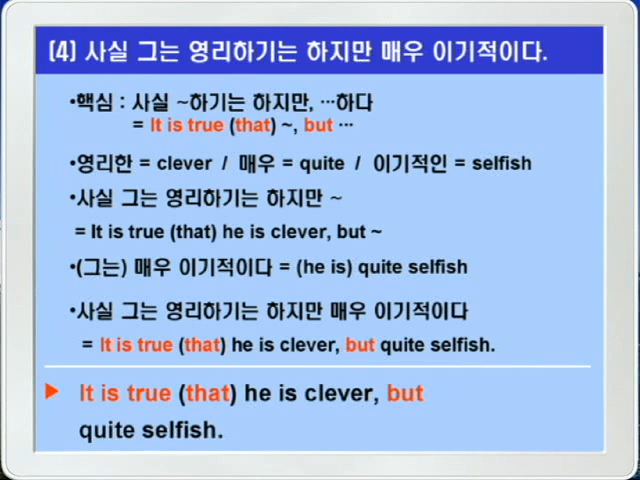 (4) 사실 그는 영리하기는 하지만 매우 이기적이다.
•핵심 : 사실 ~하기는 하지만, …하다
= It is true (that) ~, but …
•영리한 = clever / 매우 = quite / 이기적인 = selfish
•사실 그는 영리하기는 하지만 ~
= It is true (that) he is clever, but ~
•(그는) 매우 이기적이다 = (he is) quite selfish
•사실 그는 영리하기는 하지만 매우 이기적이다
= It is true (that) he is clever, but quite selfish.
▶ It is true (that) he is clever, but
quite selfish.